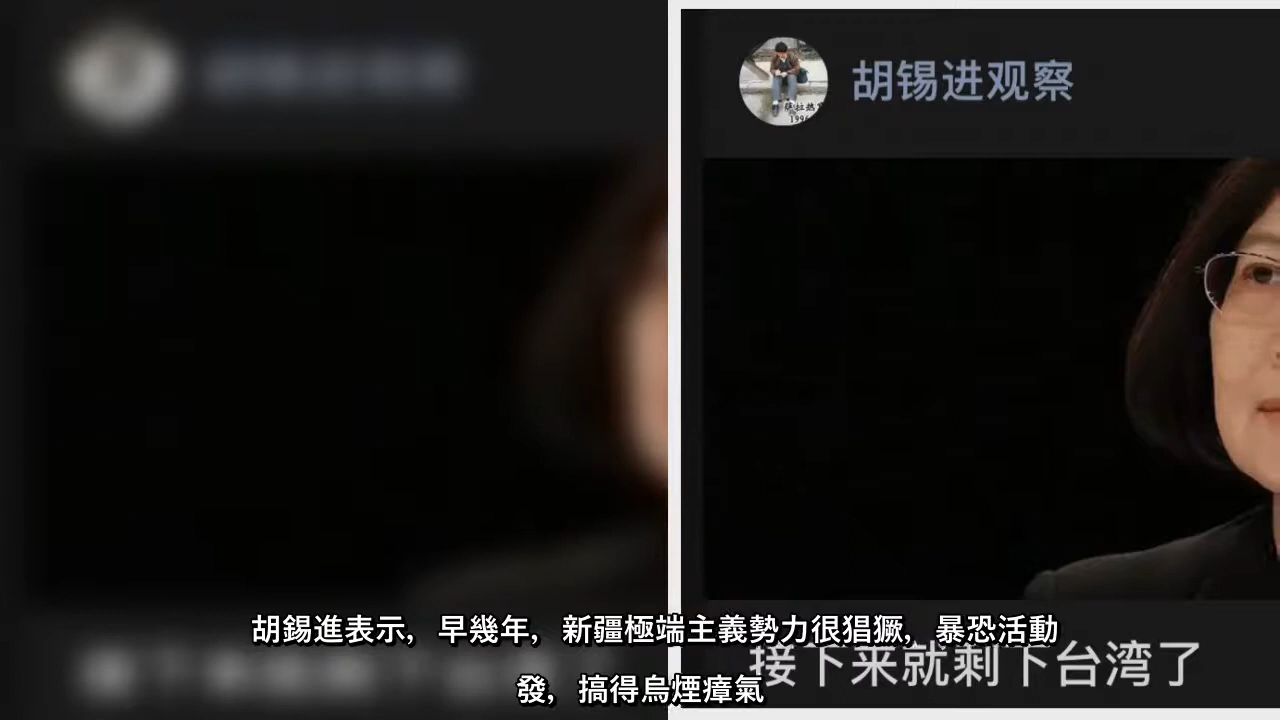 胡锡进观察
1996
胡錫進表示，早幾年，新疆極端主義勢力很猖獗，暴恐活動
接下来就剩下台湾了
發，搞得烏煙瘴氣